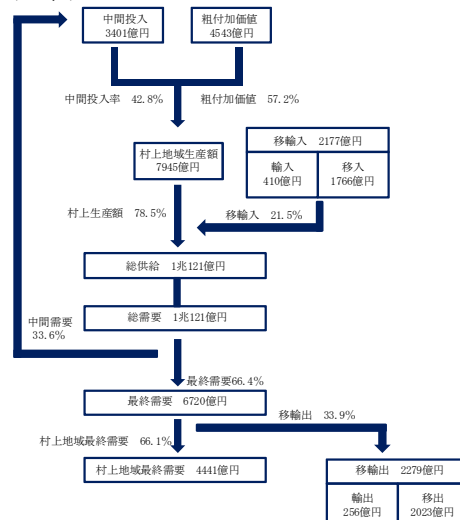 中間投入
3401億円
粗付加価値
4543億円
中間投入率　42.8%
粗付加価値　57.2%
村上地域生産額
7945億円
移輸入　2177億円
輸入
410億円
移入
1766億円
村上生産額　78.5%
移輸入　21.5%
総供給　1兆121億円
総需要　1兆121億円
中間需要
33.6%
最終需要66.4%
最終需要　6720億円
移輸出　33.9%
村上地域最終需要　66.1%
村上地域最終需要　4441億円
移輸出　2279億円
輸出
256億円
移出
2023億円